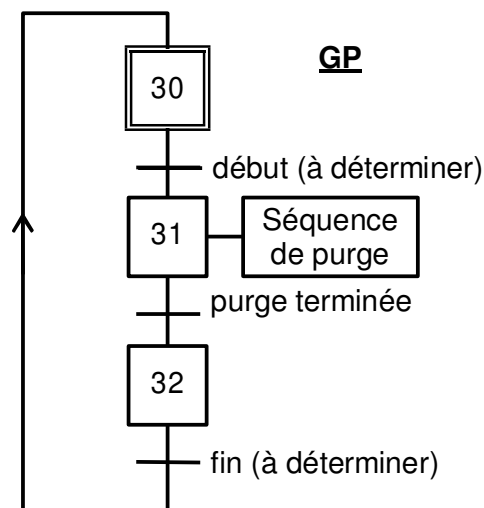 GP
30
début (à déterminer)
31
Séquence
de purge
purge terminée
32
fin (à déterminer)